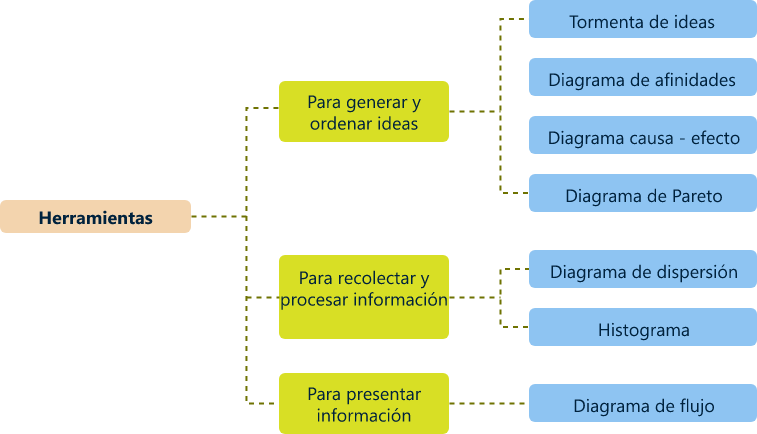 Herramientas
Para generar y
ordenar ideas
Tormenta de ideas
Diagrama de afinidades
Diagrama causa - efecto
Diagrama de Pareto
Para recolectar y
procesar información
Diagrama de dispersión
Histograma
Para presentar
información
Diagrama de flujo